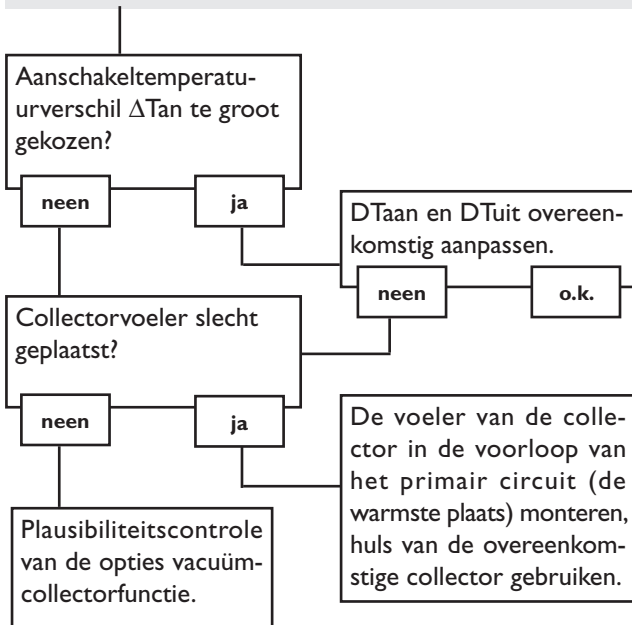 Aanschakeltemperatu-
urverschil ΔTan te groot
gekozen?
neen
ja
DTaan en DTuit overeen-
komstig aanpassen.
neen
o.k.
Collectorvoeler slecht
geplaatst?
neen
ja
De voeler van de colle-
ctor in de voorloop van
het primair circuit (de
warmste plaats) monteren,
huls van de overeenkom-
stige collector gebruiken.
Plausibiliteitscontrole
van de opties vacuüm-
collectorfunctie.